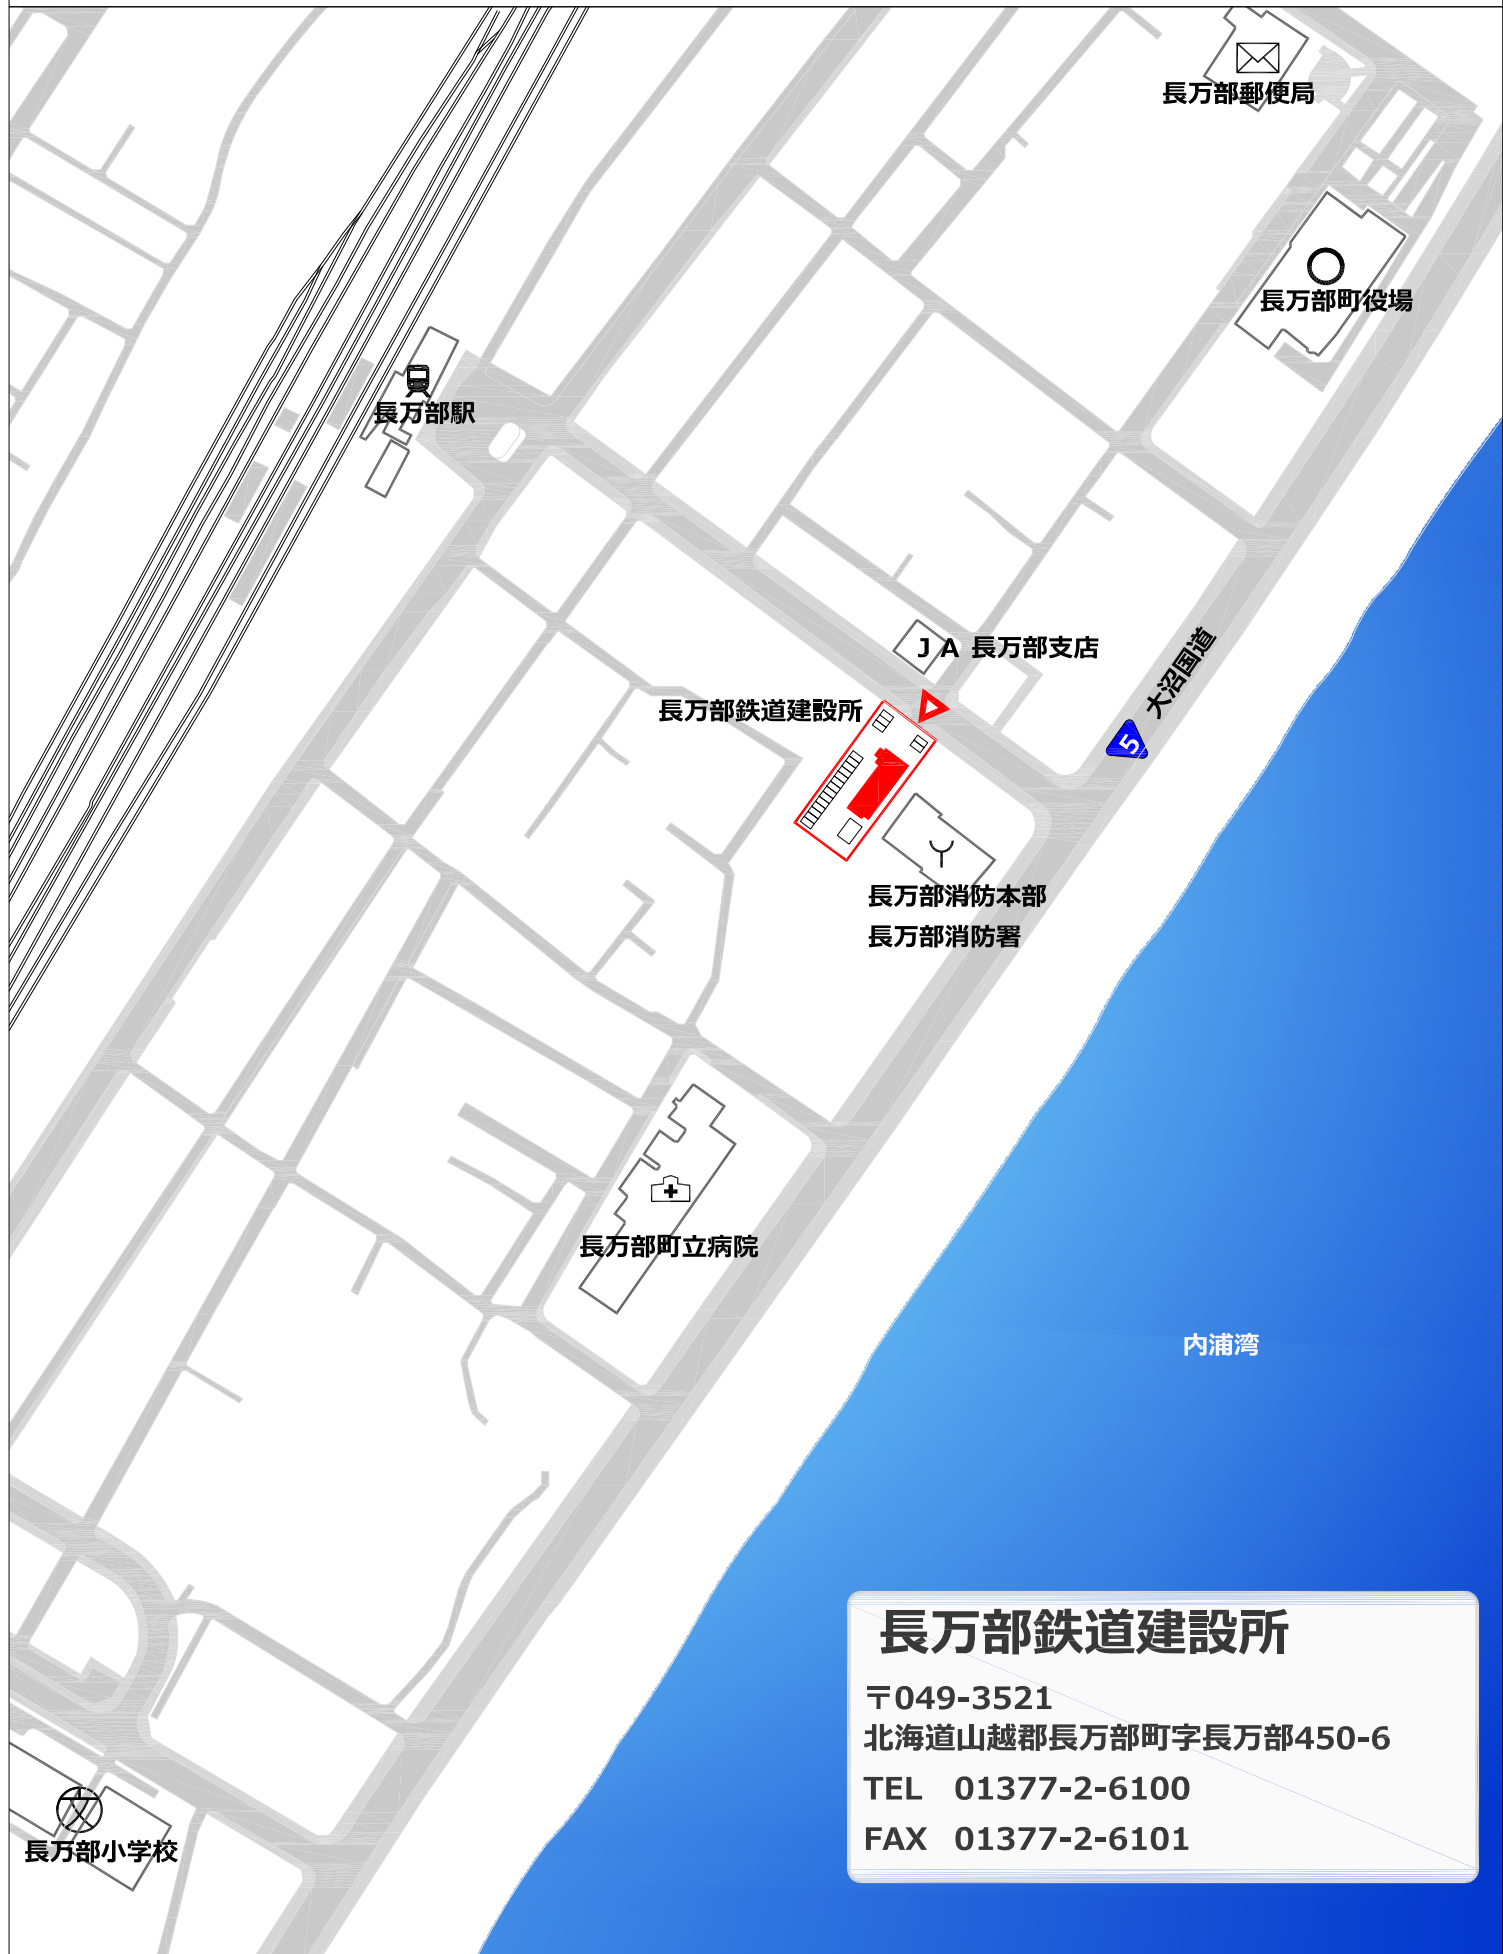 長万部郵便局
長万部町役場
長万部駅
ＪＡ 長万部支店
大沼国道
5
長万部鉄道建設所
長万部消防本部
長万部消防署
長万部町立病院
内浦湾
文
長万部小学校
長万部鉄道建設所
〒049-3521
北海道山越郡長万部町字長万部450-6
TEL 01377-2-6100
FAX 01377-2-6101